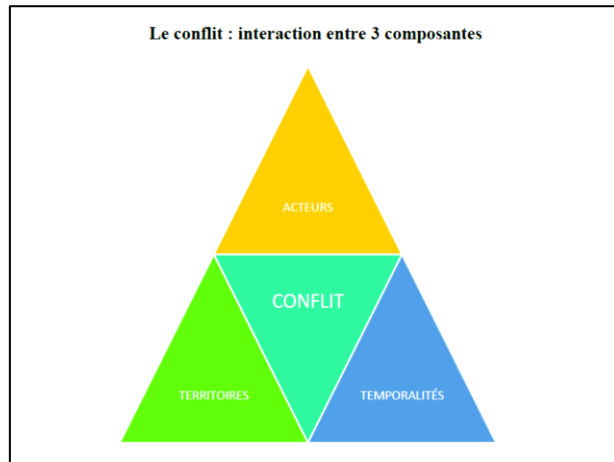 Le conflit : interaction entre 3 composantes
ACTEURS
CONFLIT
TERRITOIRES
TEMPORALITÉS